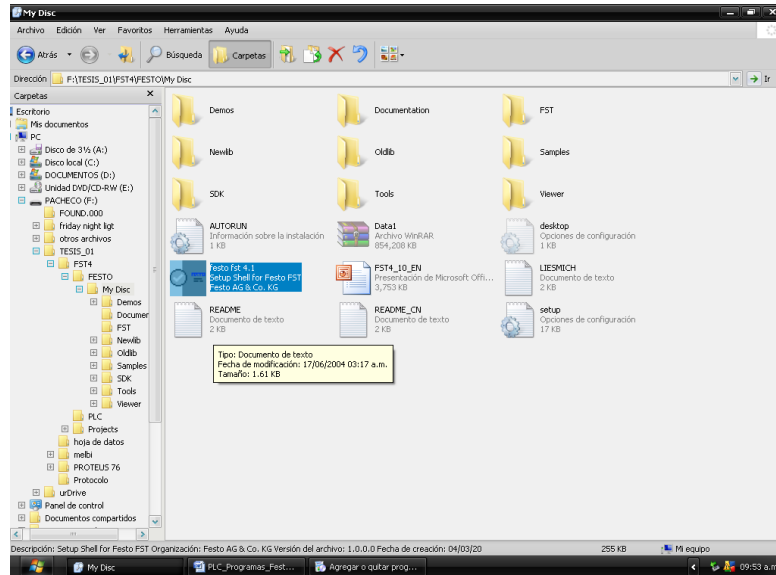 My Disc
Archivo Edición Ver Favoritos Herramientas Ayuda
Atrás Búsqueda Carpetas
Dirección F:\TESIS_01\FST4\FESTO\My Disc Ir
Carpetas
Escritorio
Mis documentos
PC
Disco de 3½ (A:)
Disco local (C:)
DOCUMENTOS (D:)
Unidad DVD/CD-RW (E:)
PACHECO (F:)
FOUND.000
friday night ligt
otros archivos
TESIS_01
FST4
FESTO
My Disc
Demos
Documer
FST
Newlib
Oldlib
Samples
SDK
Tools
Viewer
PLC
Projects
hoja de datos
melbi
PROTEUS 76
Protocolo
urDrive
Panel de control
Documentos compartidos
Demos
Documentation
FST
Newlib
Oldlib
Samples
SDK
Tools
Viewer
AUTORUN
Información sobre la instalación
1 KB
Data1
Archivo WinRAR
854,208 KB
desktop
Opciones de configuración
1 KB
festo fst 4.1
Setup Shell for Festo FST
Festo AG & Co. KG
FST4_10_EN
Presentación de Microsoft Offi...
3,753 KB
LIESMICH
Documento de texto
2 KB
README
Documento de texto
2 KB
README_CN
Documento de texto
2 KB
setup
Opciones de configuración
17 KB
Tipo: Documento de texto
Fecha de modificación: 17/06/2004 03:17 a.m.
Tamaño: 1.61 KB
Descripción: Setup Shell for Festo FST Organización: Festo AG & Co. KG Versión del archivo: 1.0.0.0 Fecha de creación: 04/03/20 255 KB Mi equipo
My Disc PLC_Programas_Fest... Agregar o quitar prog... 09:53 a.m